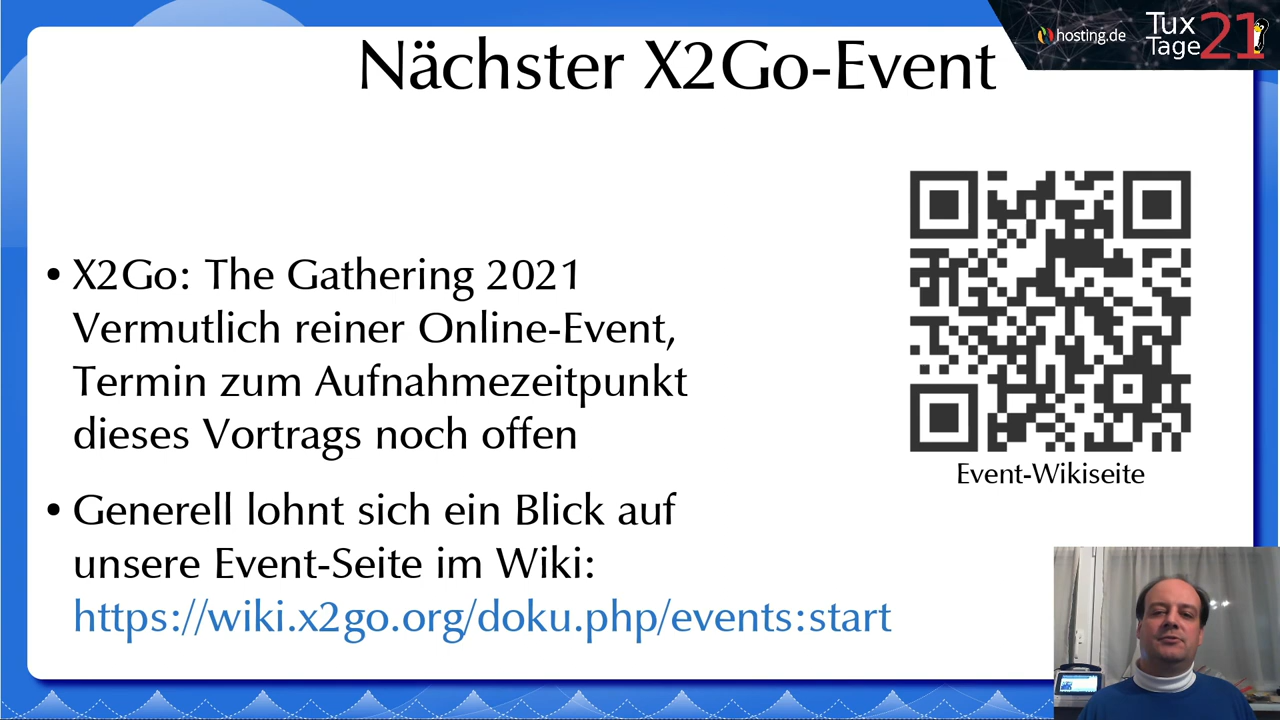 Nächster X2Go-Event
hosting.de
Tux
Tage 21
• X2Go: The Gathering 2021
Vermutlich reiner Online-Event,
Termin zum Aufnahmezeitpunkt
dieses Vortrags noch offen
Event-Wikiseite
• Generell lohnt sich ein Blick auf
unsere Event-Seite im Wiki:
https://wiki.x2go.org/doku.php/events:start